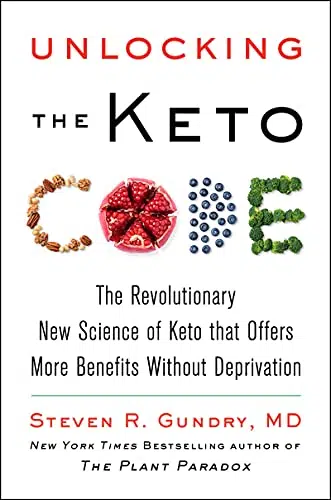 UNLOCKING
THE KETO
CODE
The Revolutionary
New Science of Keto that Offers
More Benefits Without Deprivation
STEVEN R. GUNDRY, MD
NEW YORK TIMES BESTSELLING AUTHOR OF
THE PLANT PARADOX